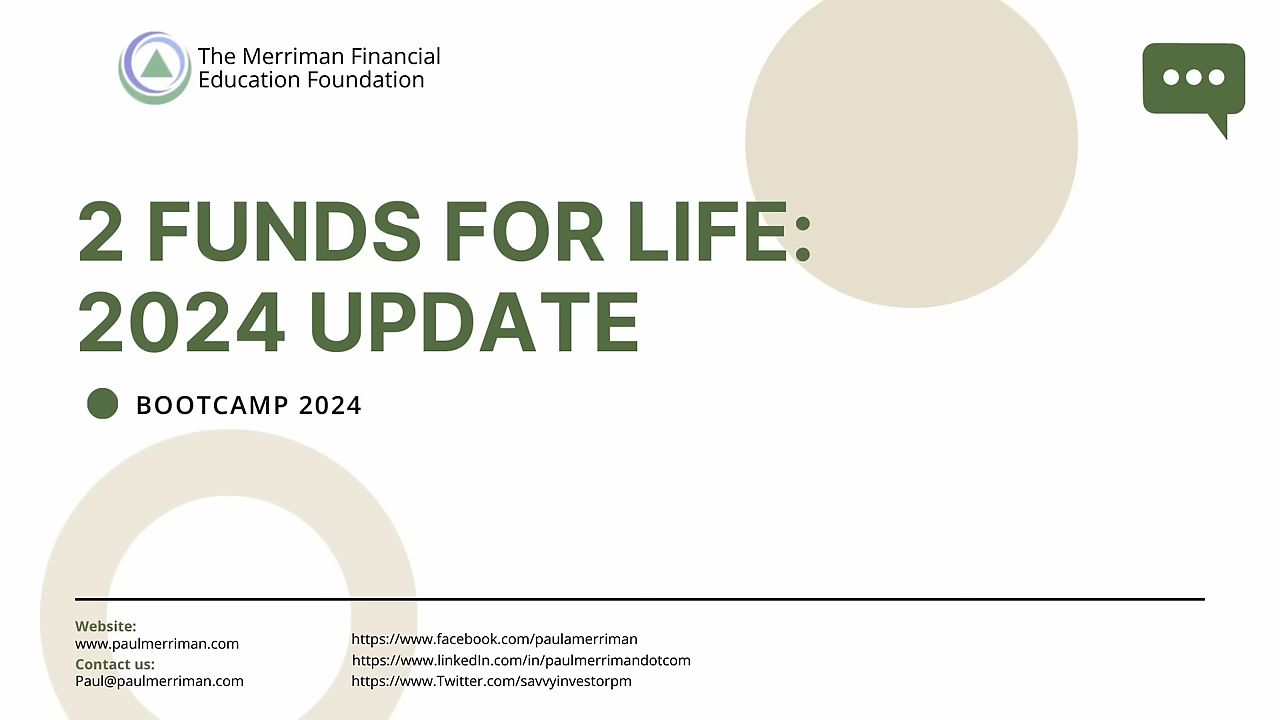 The Merriman Financial
Education Foundation
2 FUNDS FOR LIFE:
2024 UPDATE
BOOTCAMP 2024
Website:
www.paulmerriman.com
Contact us:
Paul@paulmerriman.com
https://www.facebook.com/paulamerriman
https://www.linkedIn.com/in/paulmerrimandotcom
https://www.Twitter.com/savvyinvestorpm